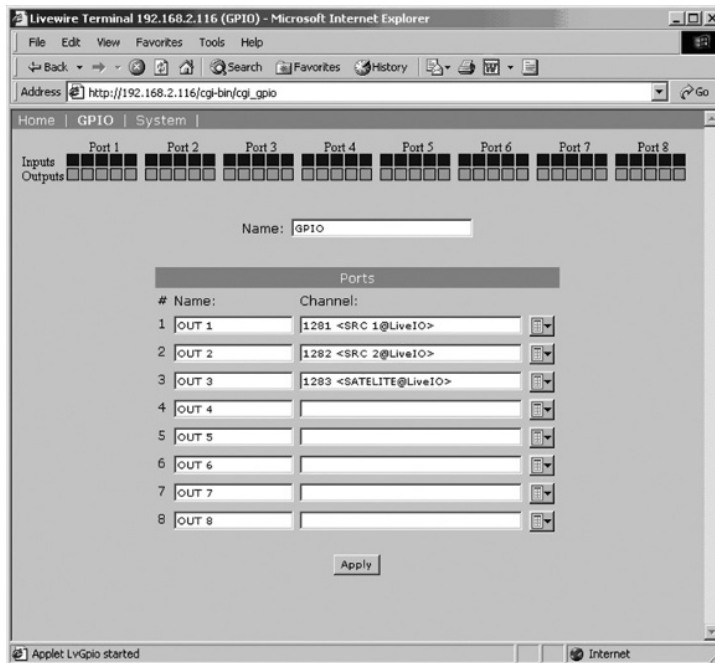 Livewire Terminal 192.168.2.116 (GPIO) - Microsoft Internet Explorer
File Edit View Favorites Tools Help
Back Search Favorites History
Address http://192.168.2.116/cgi-bin/cgi_gpio Go
Home | GPIO | System |
Port 1 Port 2 Port 3 Port 4 Port 5 Port 6 Port 7 Port 8
Inputs
Outputs
Name: GPIO
Ports
# Name: Channel:
1 OUT 1 1281 <SRC 1@LiveIO>
2 OUT 2 1282 <SRC 2@LiveIO>
3 OUT 3 1283 <SATELITE@LiveIO>
4 OUT 4
5 OUT 5
6 OUT 6
7 OUT 7
8 OUT 8
Apply
Applet LvGpio started Internet